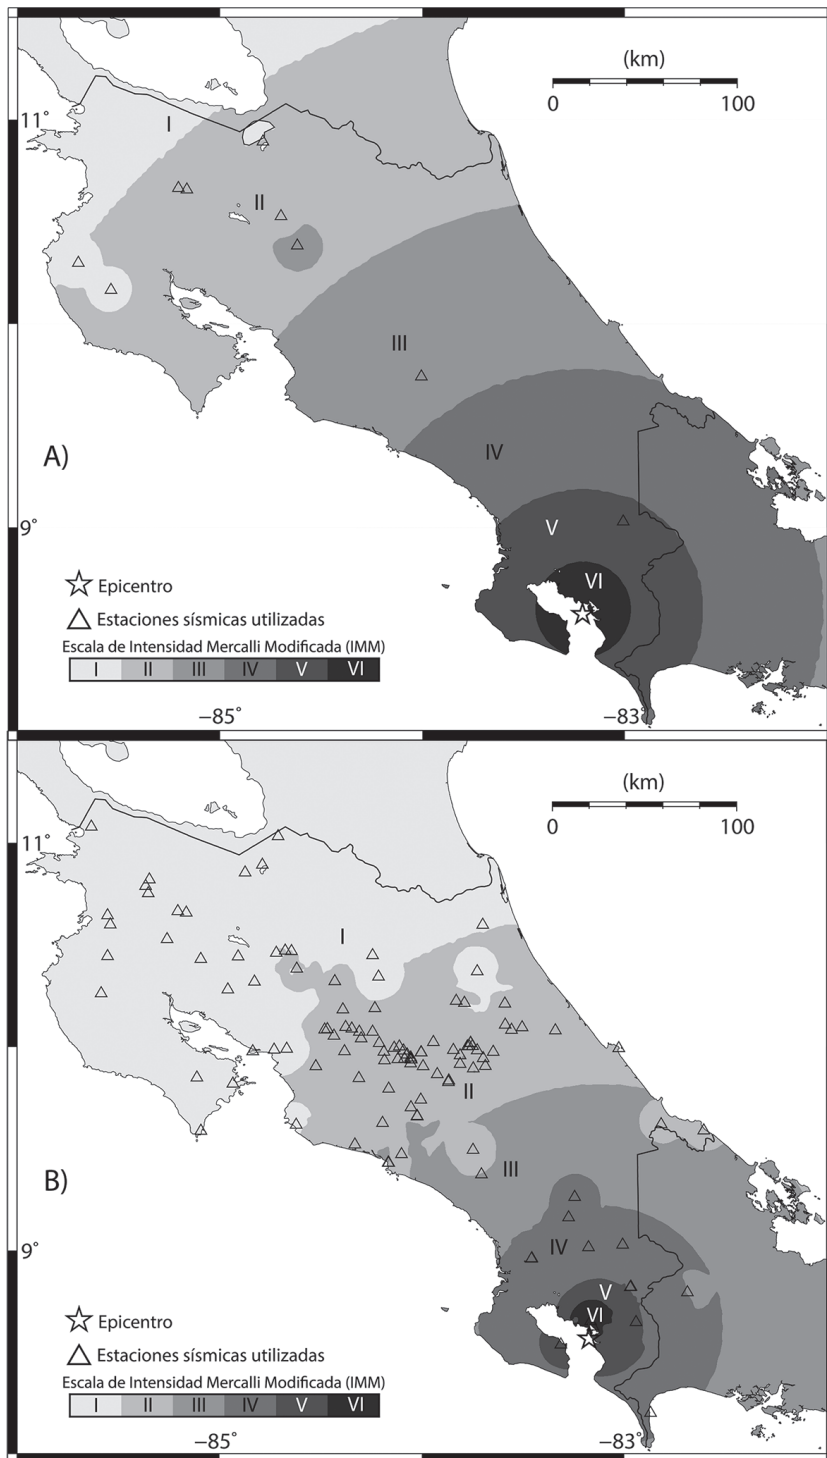 (km)
0 100
11°
I
II
III
IV
A)
9°
V
VI
Epicentro
Estaciones sísmicas utilizadas
Escala de Intensidad Mercalli Modificada (IMM)
I II III IV V VI
−85° −83°
(km)
0 100
11°
I
II
III
B)
9°
IV
V
VI
Epicentro
Estaciones sísmicas utilizadas
Escala de Intensidad Mercalli Modificada (IMM)
I II III IV V VI
−85° −83°